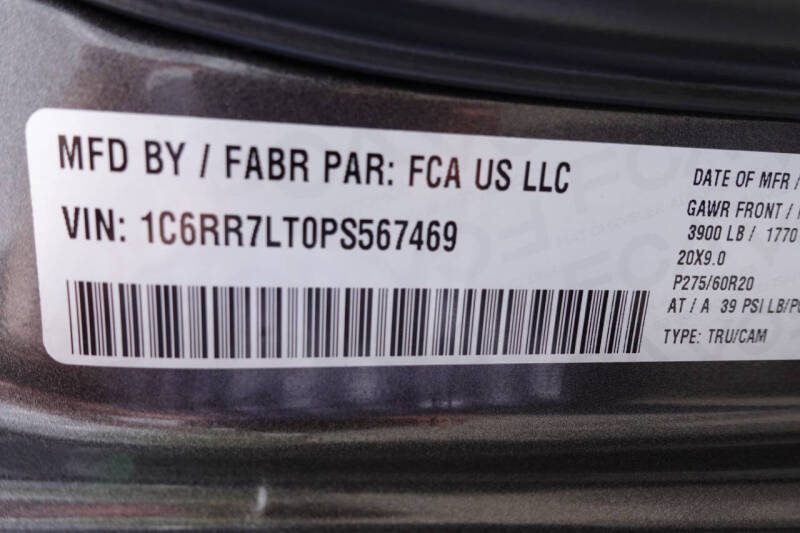 MFD BY / FABR PAR: FCA US LLC
VIN: 1C6RR7LT0PS567469
DATE OF MFR /
GAWR FRONT /
3900 LB / 1770
20X9.0
P275/60R20
AT / A 39 PSI LB/
TYPE: TRU/CAM